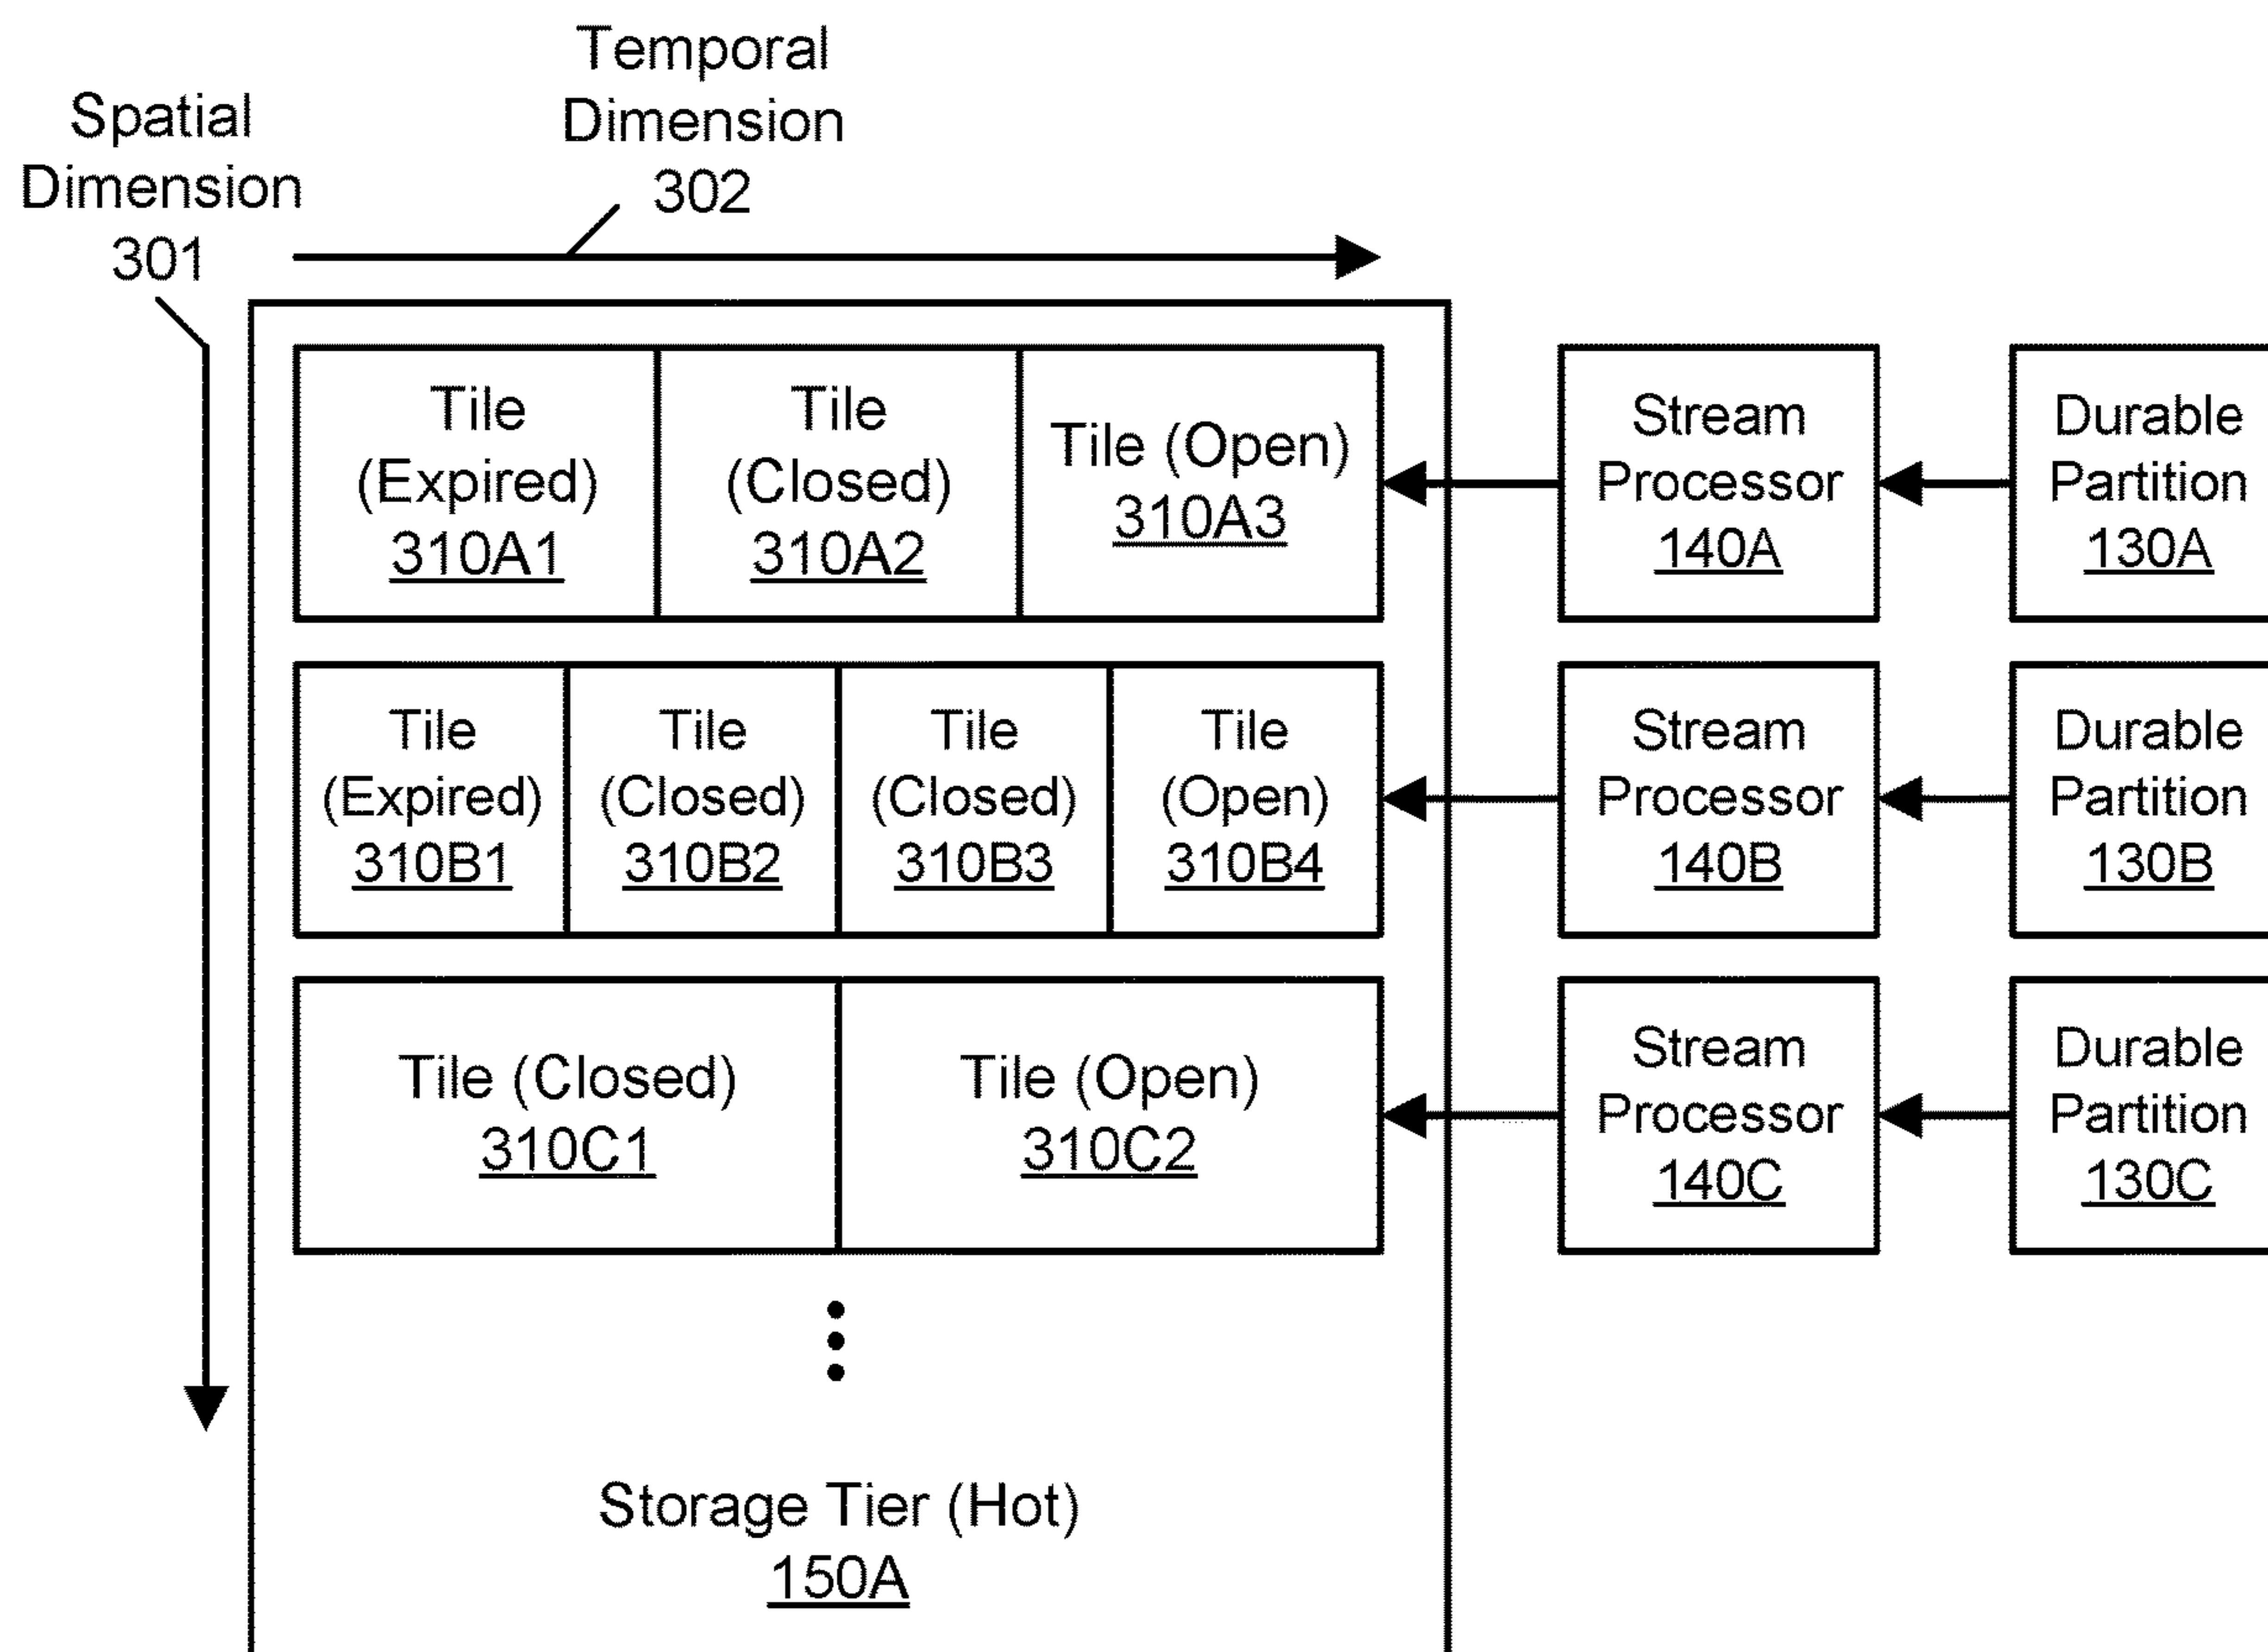 Temporal
Dimension
302
Spatial
Dimension
301
Tile
(Expired)
310A1
Tile
(Closed)
310A2
Tile (Open)
310A3
Stream
Processor
140A
Durable
Partition
130A
Tile
(Expired)
310B1
Tile
(Closed)
310B2
Tile
(Closed)
310B3
Tile
(Open)
310B4
Stream
Processor
140B
Durable
Partition
130B
Tile (Closed)
310C1
Tile (Open)
310C2
Stream
Processor
140C
Durable
Partition
130C
Storage Tier (Hot)
150A